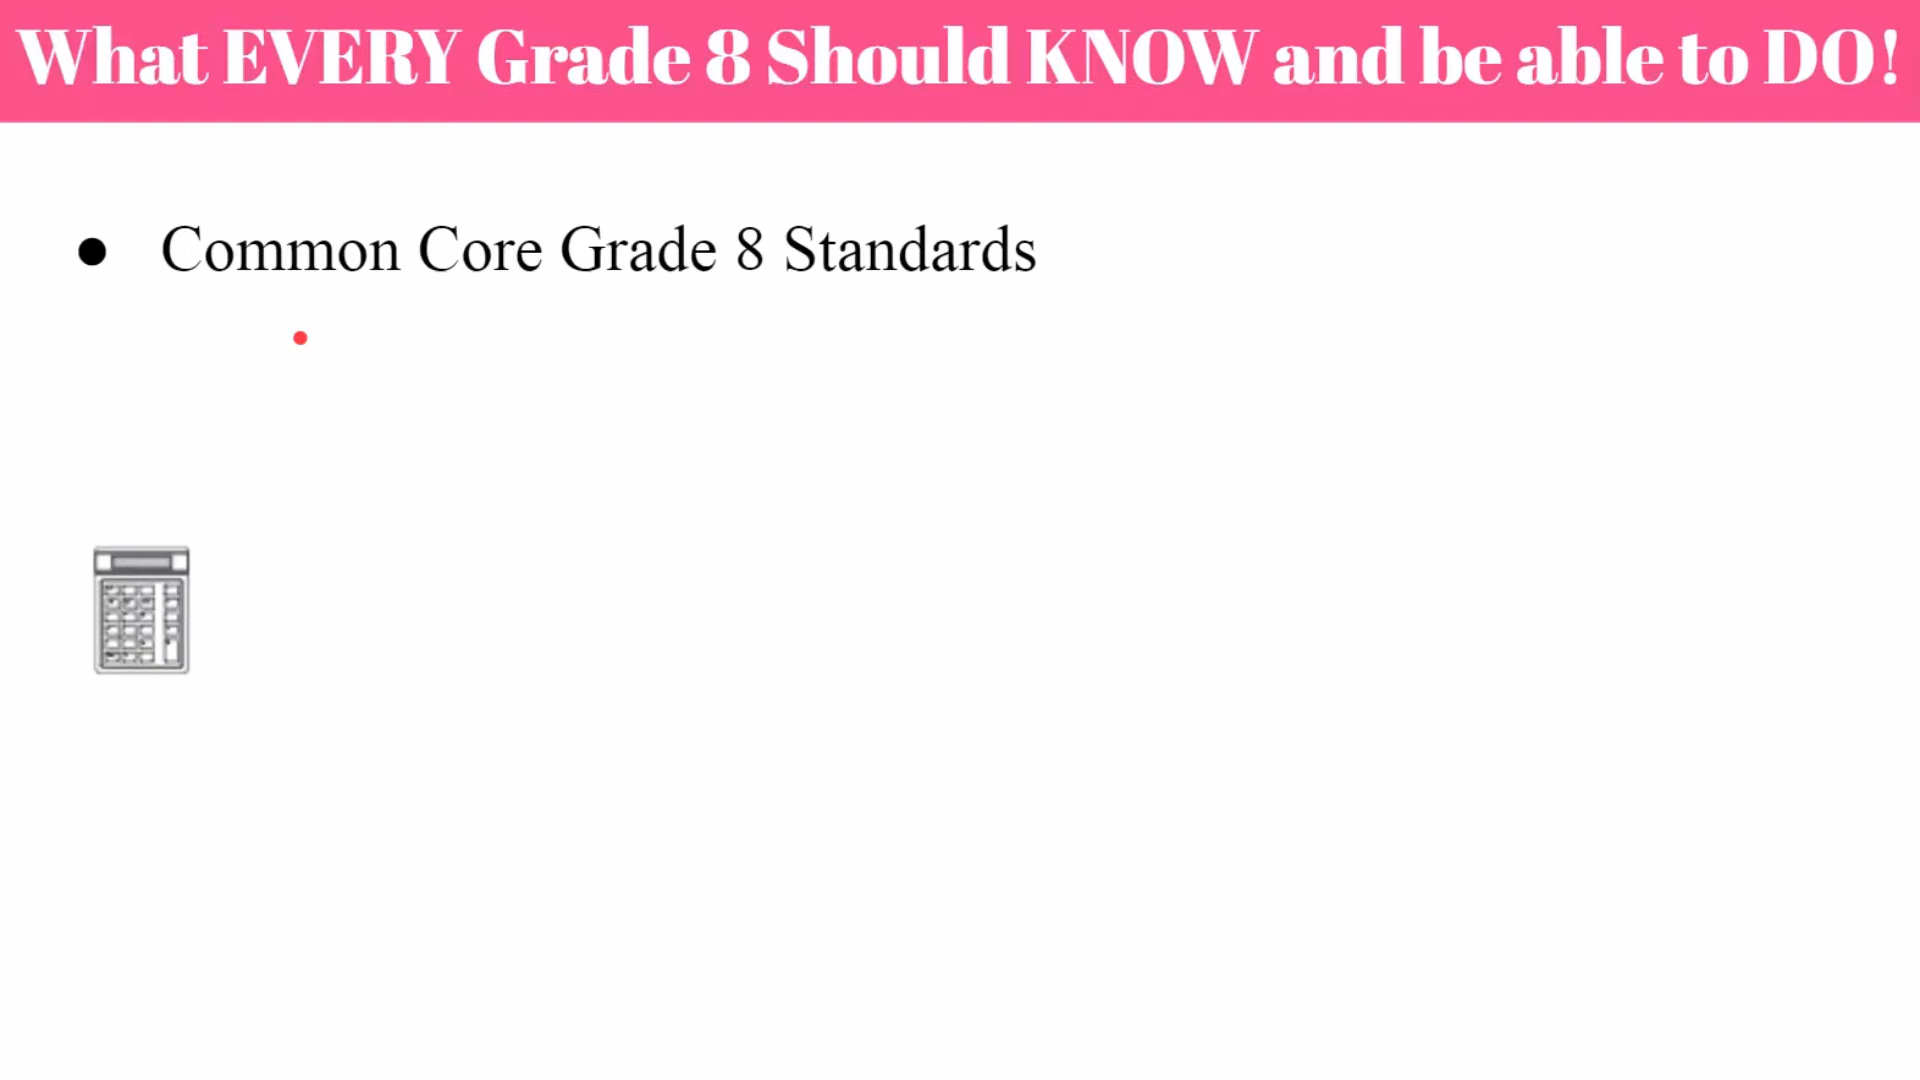 What EVERY Grade 8 Should KNOW and be able to DO!
● Common Core Grade 8 Standards